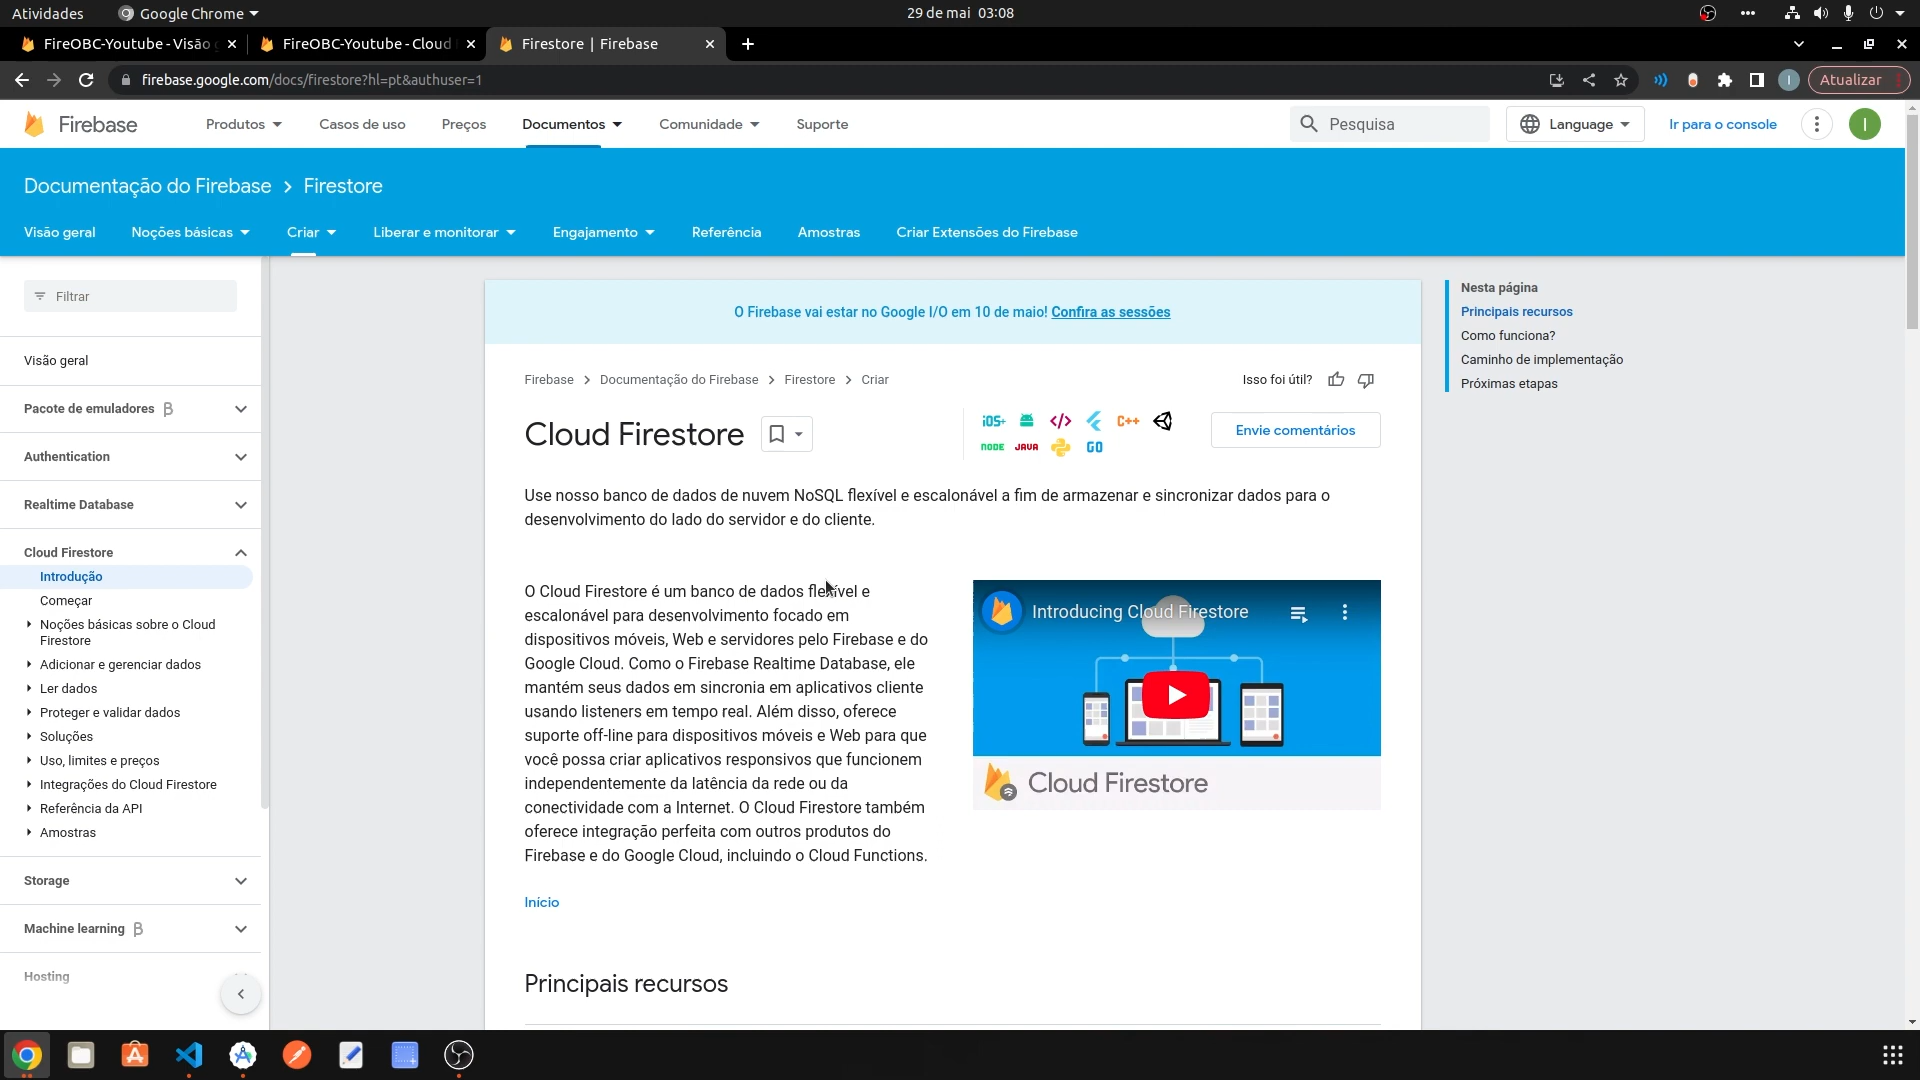 Atividades
Google Chrome
29 de mai 03:08
FireOBC-Youtube - Visão
FireOBC-Youtube - Cloud
Firestore | Firebase
firebase.google.com/docs/firestore?hl=pt&authuser=1
I
Atualizar
Firebase
Produtos
Casos de uso
Preços
Documentos
Comunidade
Suporte
Pesquisa
Language
Ir para o console
I
Documentação do Firebase
Firestore
Visão geral
Noções básicas
Criar
Liberar e monitorar
Engajamento
Referência
Amostras
Criar Extensões do Firebase
Filtrar
Visão geral
Pacote de emuladores β
Authentication
Realtime Database
Cloud Firestore
Introdução
Começar
Noções básicas sobre o Cloud
Firestore
Adicionar e gerenciar dados
Ler dados
Proteger e validar dados
Soluções
Uso, limites e preços
Integrações do Cloud Firestore
Referência da API
Amostras
Storage
Machine learning β
Hosting
O Firebase vai estar no Google I/O em 10 de maio! Confira as sessões
Firebase
Documentação do Firebase
Firestore
Criar
Isso foi útil?
Cloud Firestore
iOS+
C++
NODE
JAVA
GO
Envie comentários
Use nosso banco de dados de nuvem NoSQL flexível e escalonável a fim de armazenar e sincronizar dados para o
desenvolvimento do lado do servidor e do cliente.
O Cloud Firestore é um banco de dados flexível e
escalonável para desenvolvimento focado em
dispositivos móveis, Web e servidores pelo Firebase e do
Google Cloud. Como o Firebase Realtime Database, ele
mantém seus dados em sincronia em aplicativos cliente
usando listeners em tempo real. Além disso, oferece
suporte off-line para dispositivos móveis e Web para que
você possa criar aplicativos responsivos que funcionem
independentemente da latência da rede ou da
conectividade com a Internet. O Cloud Firestore também
oferece integração perfeita com outros produtos do
Firebase e do Google Cloud, incluindo o Cloud Functions.
Introducing Cloud Firestore
Cloud Firestore
Início
Principais recursos
Nesta página
Principais recursos
Como funciona?
Caminho de implementação
Próximas etapas